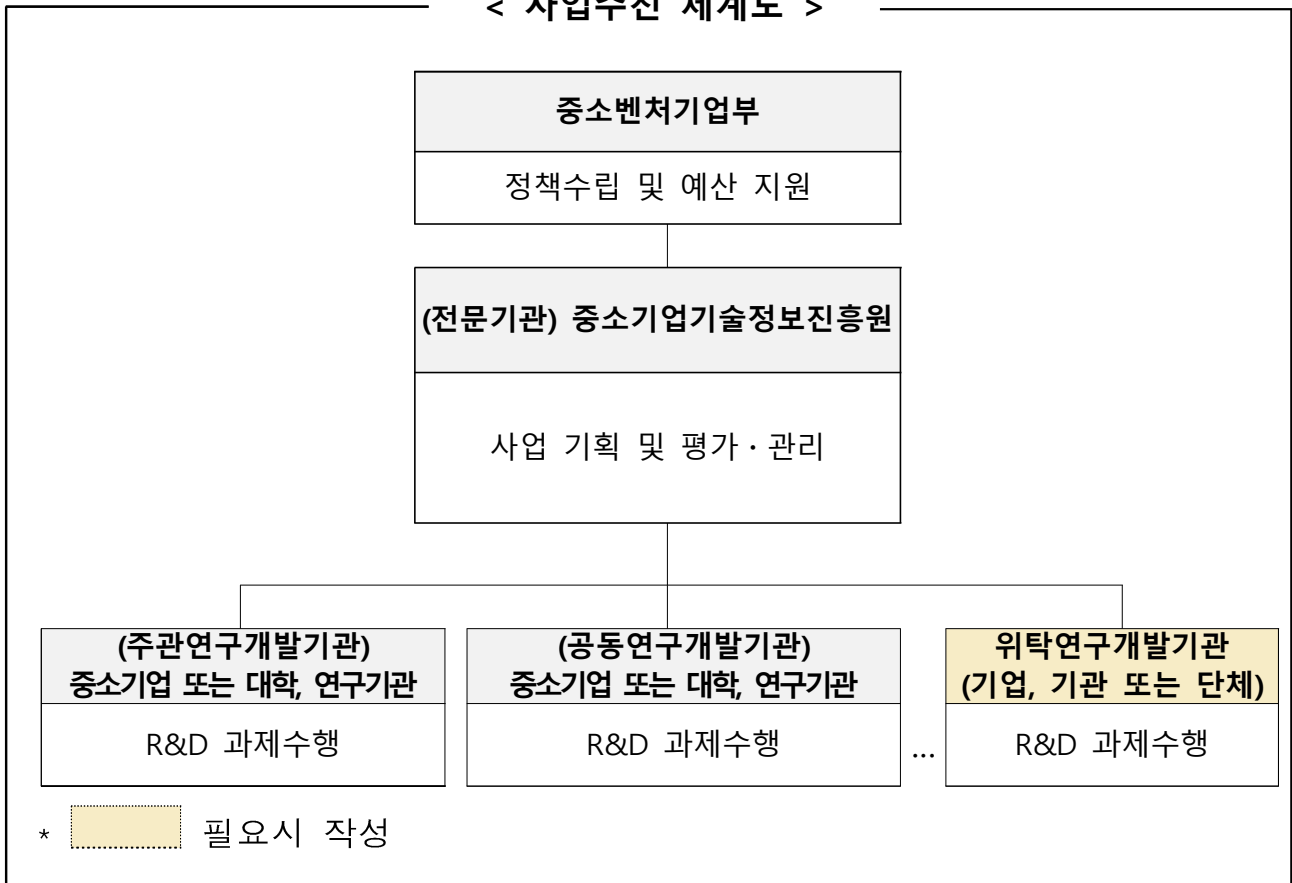 < 사업추진 체계도 >
중소벤처기업부
정책수립 및 예산 지원
(전문기관) 중소기업기술정보진흥원
사업 기획 및 평가·관리
(주관연구개발기관)
중소기업 또는 대학, 연구기관
R&D 과제수행
(공동연구개발기관)
중소기업 또는 대학, 연구기관
R&D 과제수행
...
위탁연구개발기관
(기업, 기관 또는 단체)
R&D 과제수행
* 필요시 작성